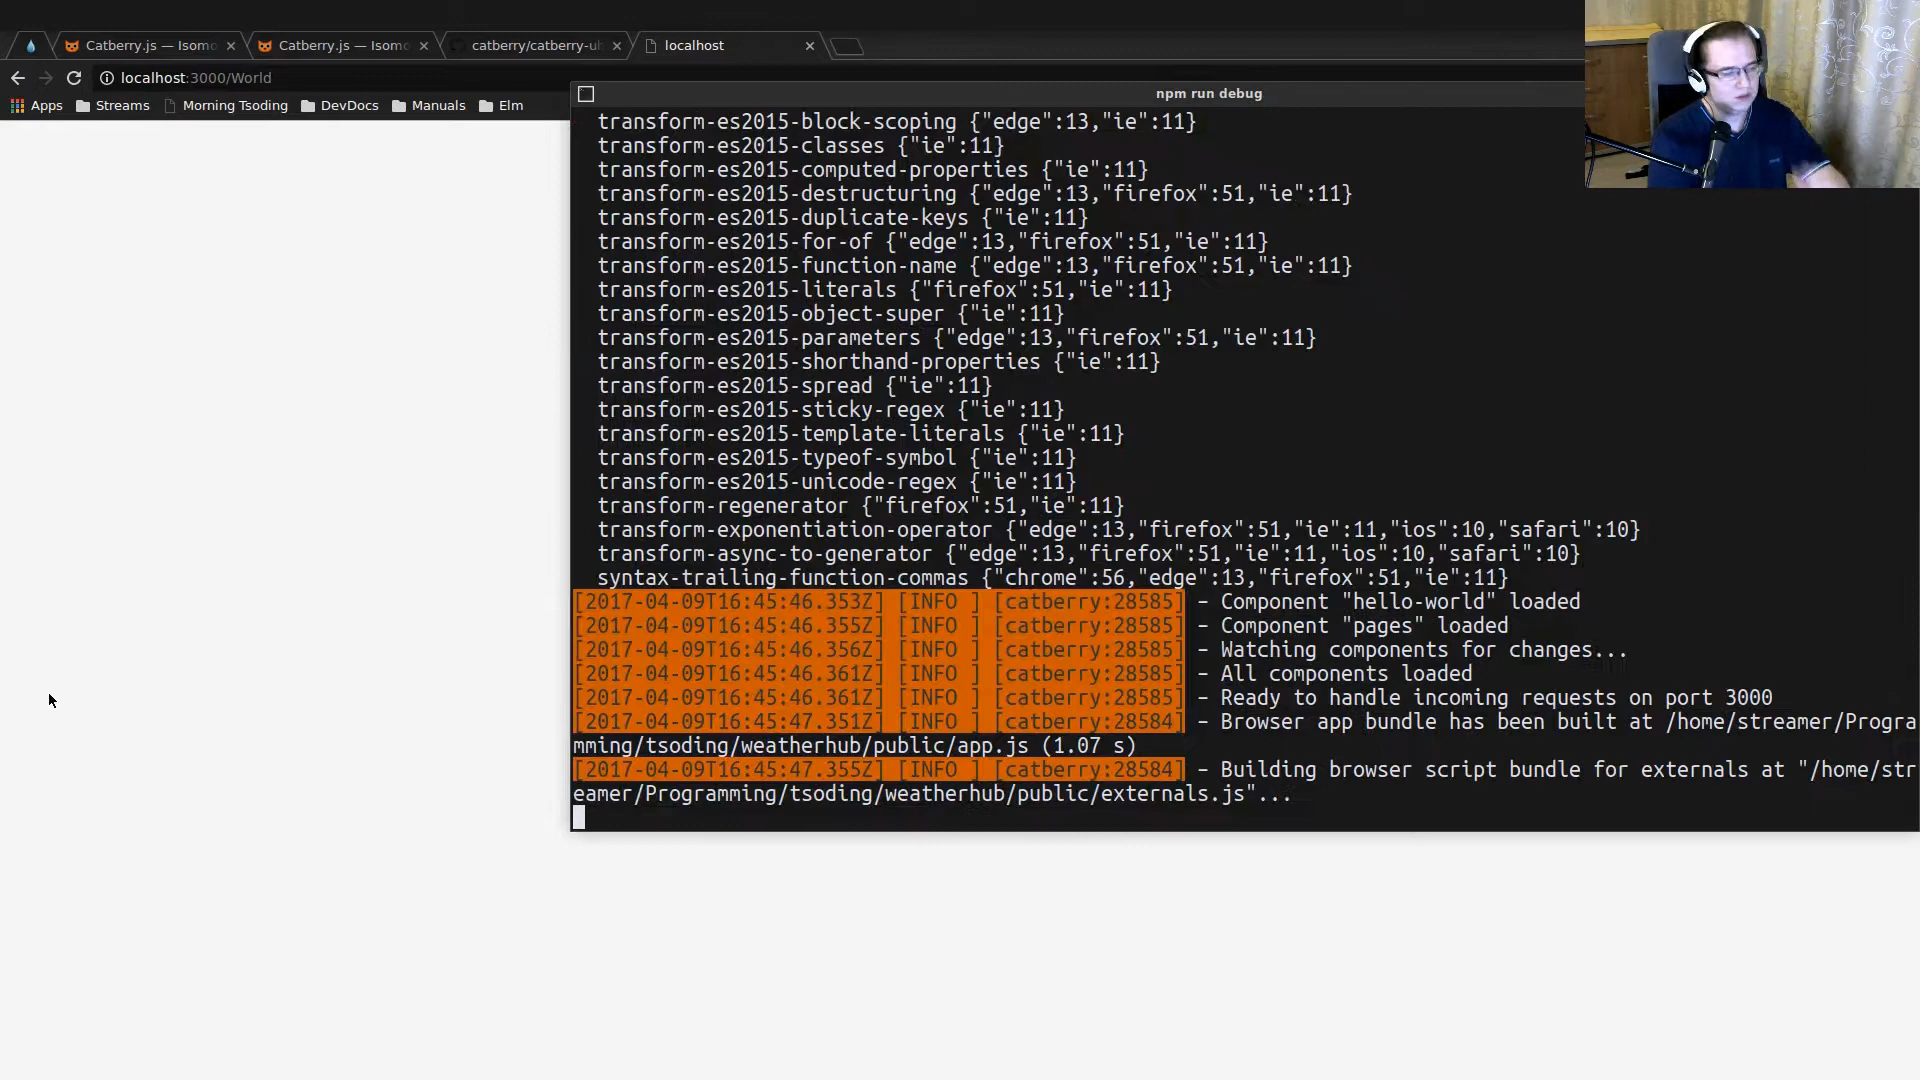 Catberry.js — Isomo
Catberry.js — Isomo
catberry/catberry-ub
localhost
localhost:3000/World
Apps
Streams
Morning Tsoding
DevDocs
Manuals
Elm
npm run debug
transform-es2015-block-scoping {"edge":13,"ie":11}
transform-es2015-classes {"ie":11}
transform-es2015-computed-properties {"ie":11}
transform-es2015-destructuring {"edge":13,"firefox":51,"ie":11}
transform-es2015-duplicate-keys {"ie":11}
transform-es2015-for-of {"edge":13,"firefox":51,"ie":11}
transform-es2015-function-name {"edge":13,"firefox":51,"ie":11}
transform-es2015-literals {"firefox":51,"ie":11}
transform-es2015-object-super {"ie":11}
transform-es2015-parameters {"edge":13,"firefox":51,"ie":11}
transform-es2015-shorthand-properties {"ie":11}
transform-es2015-spread {"ie":11}
transform-es2015-sticky-regex {"ie":11}
transform-es2015-template-literals {"ie":11}
transform-es2015-typeof-symbol {"ie":11}
transform-es2015-unicode-regex {"ie":11}
transform-regenerator {"firefox":51,"ie":11}
transform-exponentiation-operator {"edge":13,"firefox":51,"ie":11,"ios":10,"safari":10}
transform-async-to-generator {"edge":13,"firefox":51,"ie":11,"ios":10,"safari":10}
syntax-trailing-function-commas {"chrome":56,"edge":13,"firefox":51,"ie":11}
[2017-04-09T16:45:46.353Z] [INFO ] [catberry:28585] - Component "hello-world" loaded
[2017-04-09T16:45:46.355Z] [INFO ] [catberry:28585] - Component "pages" loaded
[2017-04-09T16:45:46.356Z] [INFO ] [catberry:28585] - Watching components for changes...
[2017-04-09T16:45:46.361Z] [INFO ] [catberry:28585] - All components loaded
[2017-04-09T16:45:46.361Z] [INFO ] [catberry:28585] - Ready to handle incoming requests on port 3000
[2017-04-09T16:45:47.351Z] [INFO ] [catberry:28584] - Browser app bundle has been built at /home/streamer/Progra
mming/tsoding/weatherhub/public/app.js (1.07 s)
[2017-04-09T16:45:47.355Z] [INFO ] [catberry:28584] - Building browser script bundle for externals at "/home/str
eamer/Programming/tsoding/weatherhub/public/externals.js"...